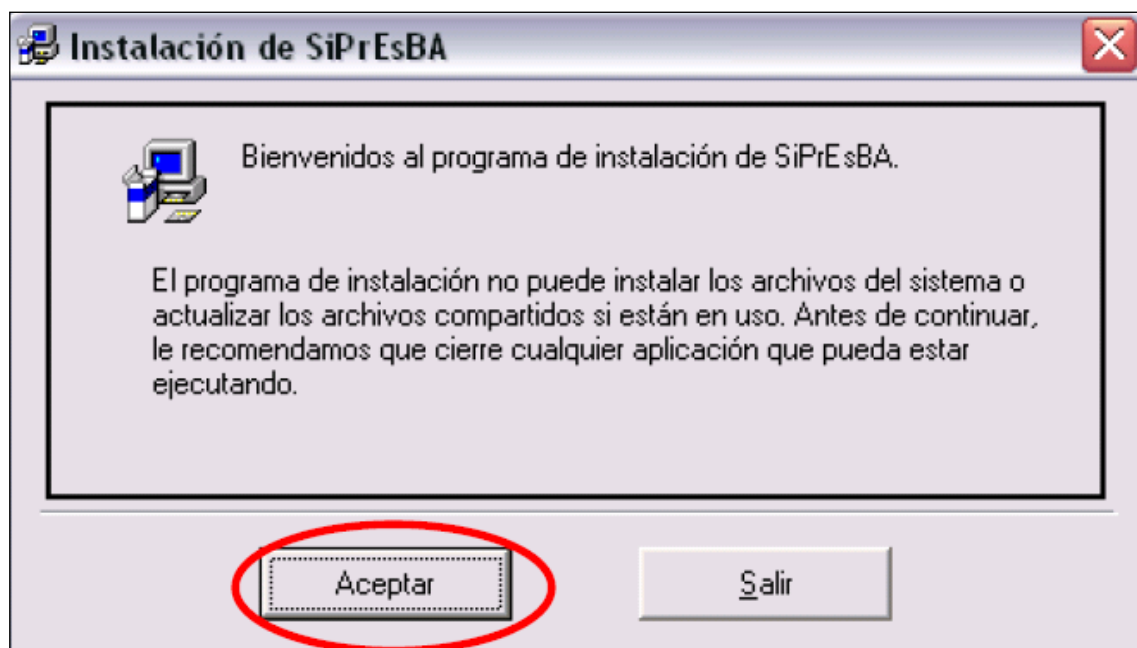 Instalación de SiPrEsBA
Bienvenidos al programa de instalación de SiPrEsBA.
El programa de instalación no puede instalar los archivos del sistema o
actualizar los archivos compartidos si están en uso. Antes de continuar,
le recomendamos que cierre cualquier aplicación que pueda estar
ejecutando.
Aceptar
Salir